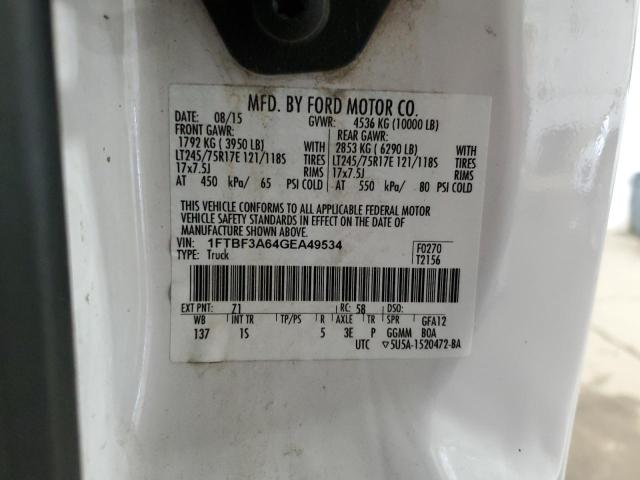 MFD. BY FORD MOTOR CO.
DATE: 08/15 GVWR: 4536 KG (10000 LB)
FRONT GAWR: REAR GAWR:
1792 KG ( 3950 LB) WITH 2853 KG ( 6290 LB) WITH
LT245/75R17E 121/118S TIRES LT245/75R17E 121/118S TIRES
17x7.5J RIMS 17x7.5J RIMS
AT 450 kPa/ 65 PSI COLD AT 550 kPa/ 80 PSI COLD
THIS VEHICLE CONFORMS TO ALL APPLICABLE FEDERAL MOTOR
VEHICLE SAFETY STANDARDS IN EFFECT ON THE DATE OF
MANUFACTURE SHOWN ABOVE.
VIN: 1FTBF3A64GEA49534 F0270
TYPE: Truck T2156
EXT PNT: Z1 RC: 58 DSO:
WB INT TR TP/PS R AXLE TR SPR GFA12
137 1S 5 3E P GGMM BOA
UTC ▽5U5A-1520472-BA